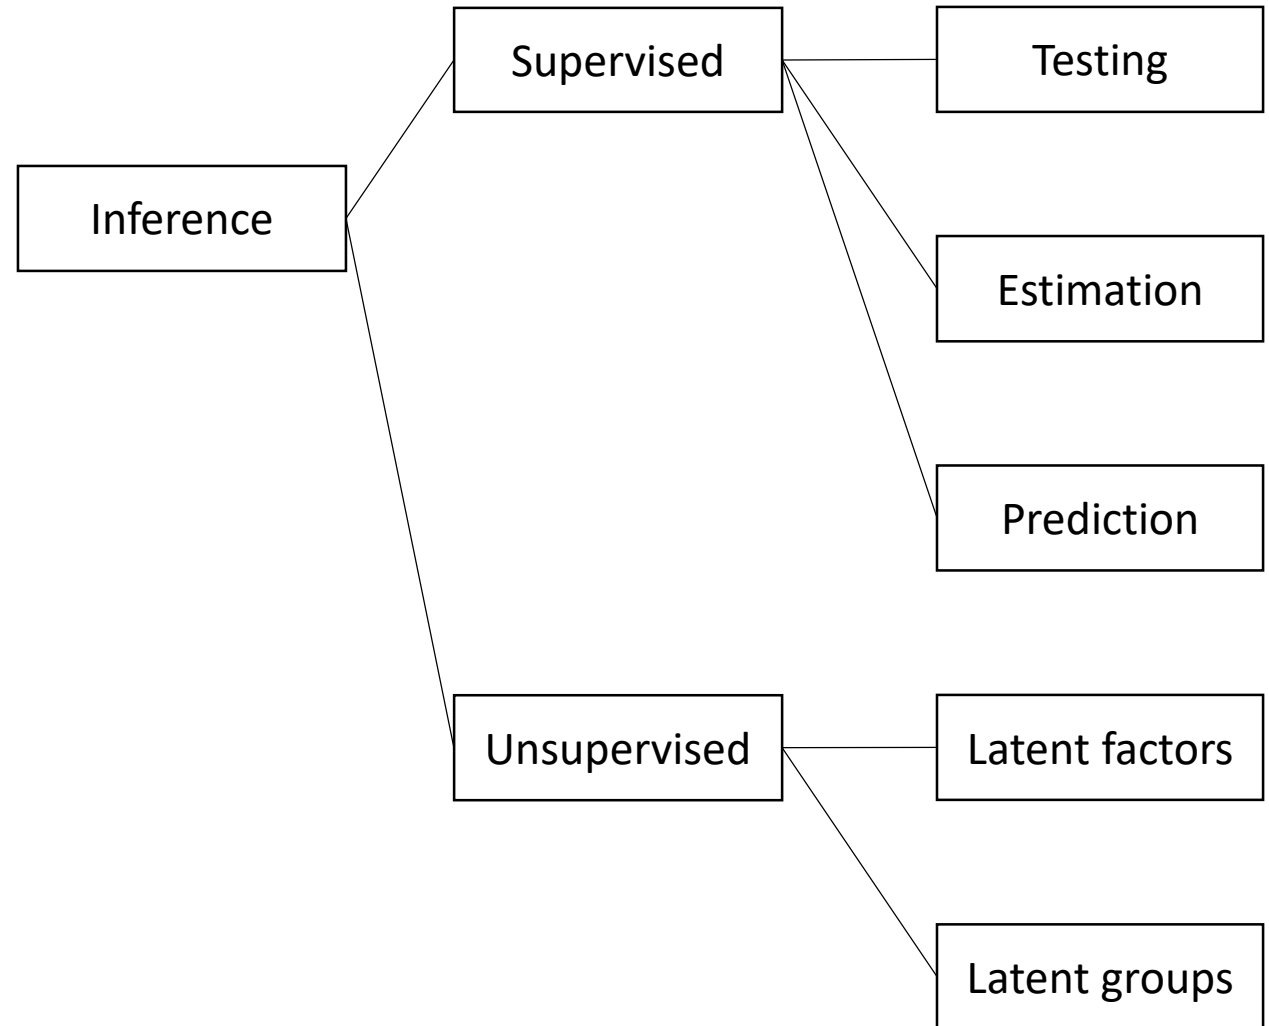 Supervised
Testing
Inference
Estimation
Prediction
Unsupervised
Latent factors
Latent groups